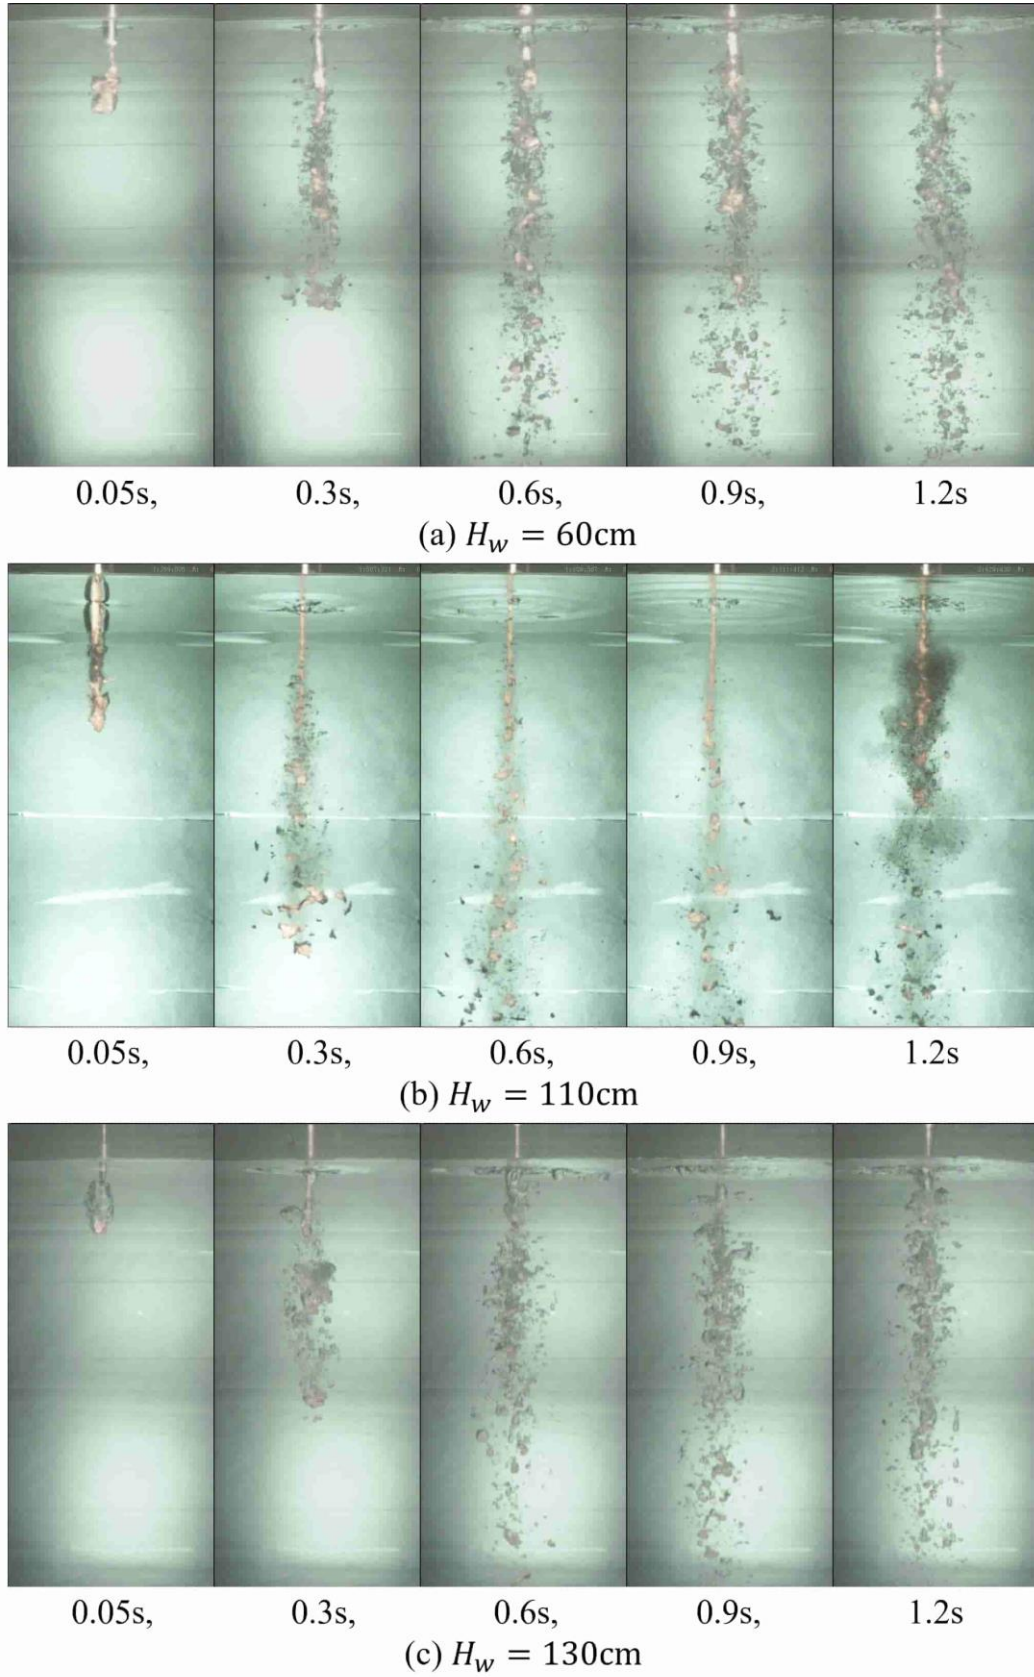 0.05s, 0.3s, 0.6s, 0.9s, 1.2s
(a) H_w = 60cm
0.05s, 0.3s, 0.6s, 0.9s, 1.2s
(b) H_w = 110cm
0.05s, 0.3s, 0.6s, 0.9s, 1.2s
(c) H_w = 130cm